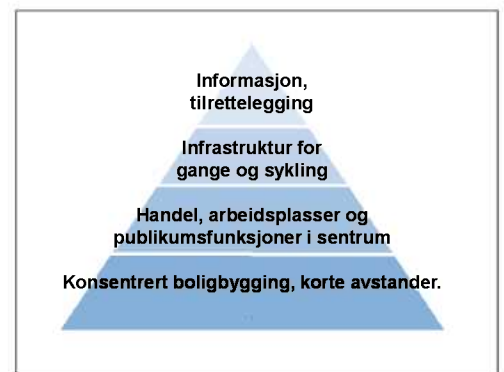 Informasjon,
tilrettelegging
Infrastruktur for
gange og sykling
Handel, arbeidsplasser og
publikumsfunksjoner i sentrum
Konsentrert boligbygging, korte avstander.